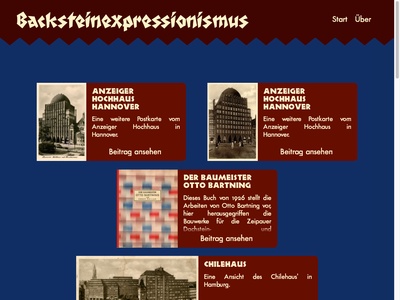 Backsteinexpressionismus
Start Über
ANZEIGER
HOCHHAUS
HANNOVER
Eine weitere Postkarte vom
Anzeiger Hochhaus in
Hannover.
Beitrag ansehen
ANZEIGER
HOCHHAUS
HANNOVER
Eine weitere Postkarte vom
Anzeiger Hochhaus in
Hannover.
Beitrag ansehen
DER BAUMEISTER
OTTO BARTNING
Dieses Buch von 1926 stellt die
Arbeiten von Otto Bartning vor,
hier herausgegriffen die
Bauwerke für die Zeipauer
Dachstein- und
Beitrag ansehen
CHILEHAUS
Eine Ansicht des Chilehaus' in
Hamburg.